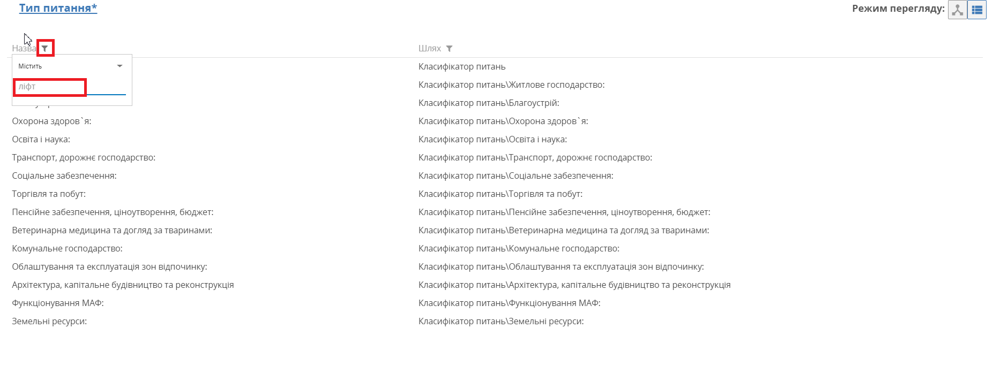 Тип питання*
Режим перегляду:
Назва
Шлях
Містить
ліфт
Класифікатор питань
Класифікатор питань\Житлове господарство:
Класифікатор питань\Благоустрій:
Охорона здоров`я:
Класифікатор питань\Охорона здоров`я:
Освіта і наука:
Класифікатор питань\Освіта і наука:
Транспорт, дорожнє господарство:
Класифікатор питань\Транспорт, дорожнє господарство:
Соціальне забезпечення:
Класифікатор питань\Соціальне забезпечення:
Торгівля та побут:
Класифікатор питань\Торгівля та побут:
Пенсійне забезпечення, ціноутворення, бюджет:
Класифікатор питань\Пенсійне забезпечення, ціноутворення, бюджет:
Ветеринарна медицина та догляд за тваринами:
Класифікатор питань\Ветеринарна медицина та догляд за тваринами:
Комунальне господарство:
Класифікатор питань\Комунальне господарство:
Облаштування та експлуатація зон відпочинку:
Класифікатор питань\Облаштування та експлуатація зон відпочинку:
Архітектура, капітальне будівництво та реконструкція
Класифікатор питань\Архітектура, капітальне будівництво та реконструкція
Функціонування МАФ:
Класифікатор питань\Функціонування МАФ:
Земельні ресурси:
Класифікатор питань\Земельні ресурси: